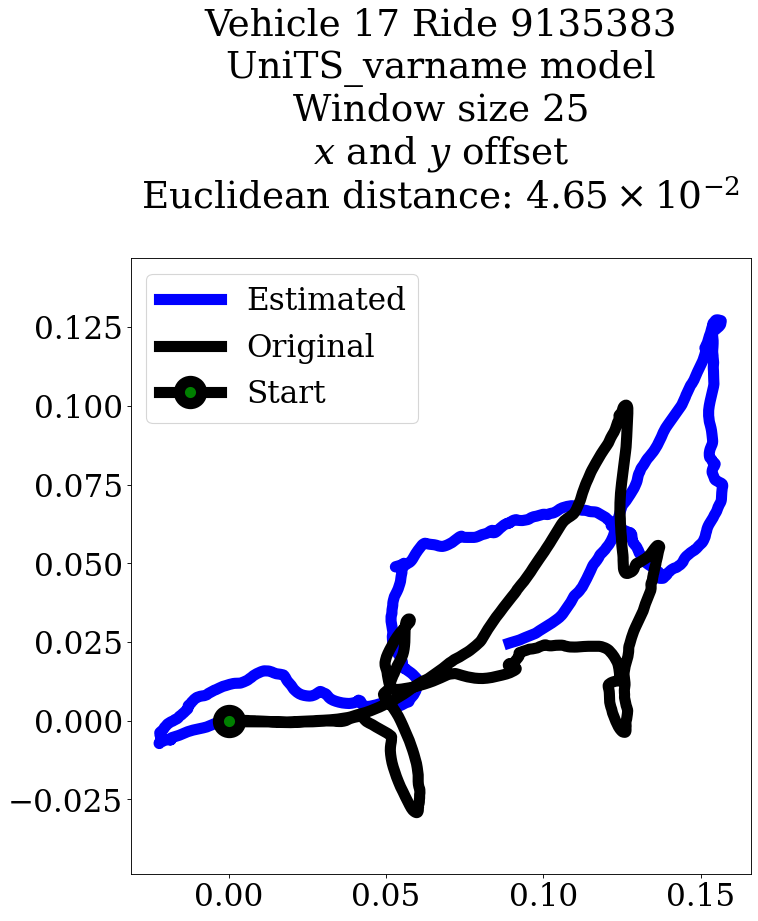 Vehicle 17 Ride 9135383
UniTS_varname model
Window size 25
x and y offset
Euclidean distance: 4.65 × 10⁻²
Estimated
Original
Start
0.125
0.100
0.075
0.050
0.025
0.000
−0.025
0.00 0.05 0.10 0.15